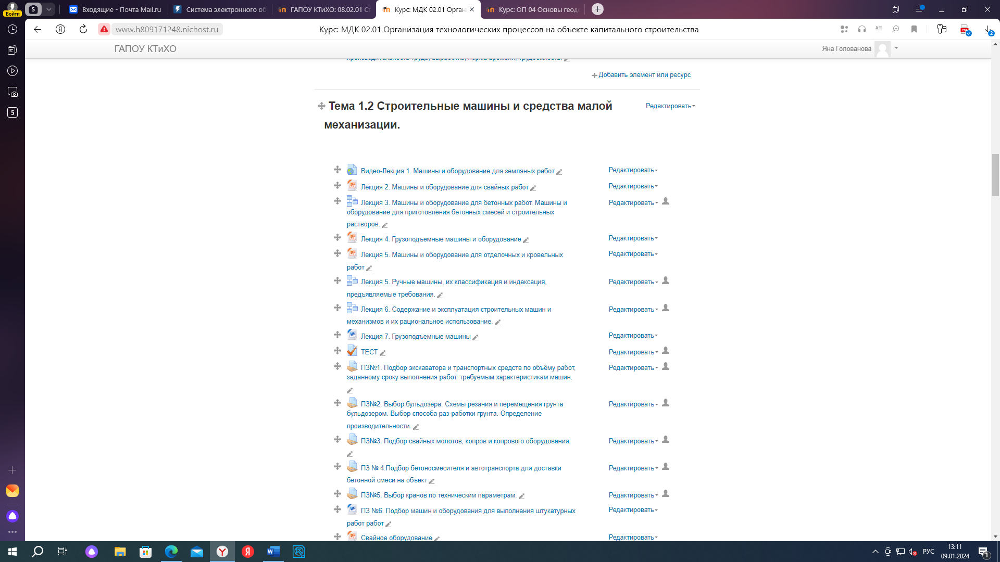 5
Входящие - Почта Mail.ru
Система электронного об
ГАПОУ КТиХО: 08.02.01 Ст
Курс: МДК 02.01 Орган
Курс: ОП 04 Основы геоде
Войти
www.h809171248.nichost.ru
Курс: МДК 02.01 Организация технологических процессов на объекте капитального строительства
2
5
ГАПОУ КТиХО
Яна Голованова
производительность труда, выработка, норма времени, трудоемкость.
Добавить элемент или ресурс
Тема 1.2 Строительные машины и средства малой
Редактировать
механизации.
Видео-Лекция 1. Машины и оборудование для земляных работ
Редактировать
Лекция 2. Машины и оборудование для свайных работ
Редактировать
Лекция 3. Машины и оборудование для бетонных работ. Машины и
Редактировать
оборудование для приготовления бетонных смесей и строительных
растворов.
Лекция 4. Грузоподъемные машины и оборудование
Редактировать
Лекция 5. Машины и оборудование для отделочных и кровельных
Редактировать
работ
Лекция 5. Ручные машины, их классификация и индексация,
Редактировать
предъявляемые требования.
Лекция 6. Содержание и эксплуатация строительных машин и
Редактировать
механизмов и их рациональное использование.
Лекция 7. Грузоподъемные машины
Редактировать
ТЕСТ
Редактировать
ПЗ№1. Подбор экскаватора и транспортных средств по объёму работ,
Редактировать
заданному сроку выполнения работ, требуемым характеристикам машин.
ПЗ№2. Выбор бульдозера. Схемы резания и перемещения грунта
Редактировать
бульдозером. Выбор способа раз-работки грунта. Определение
производительности.
ПЗ№3. Подбор свайных молотов, копров и копрового оборудования.
Редактировать
ПЗ № 4.Подбор бетоносмесителя и автотранспорта для доставки
Редактировать
бетонной смеси на объект
ПЗ№5. Выбор кранов по техническим параметрам.
Редактировать
ПЗ №6. Подбор машин и оборудования для выполнения штукатурных
Редактировать
работ работ
Свайное оборудование
Редактировать
РУС
13:11
09.01.2024
1